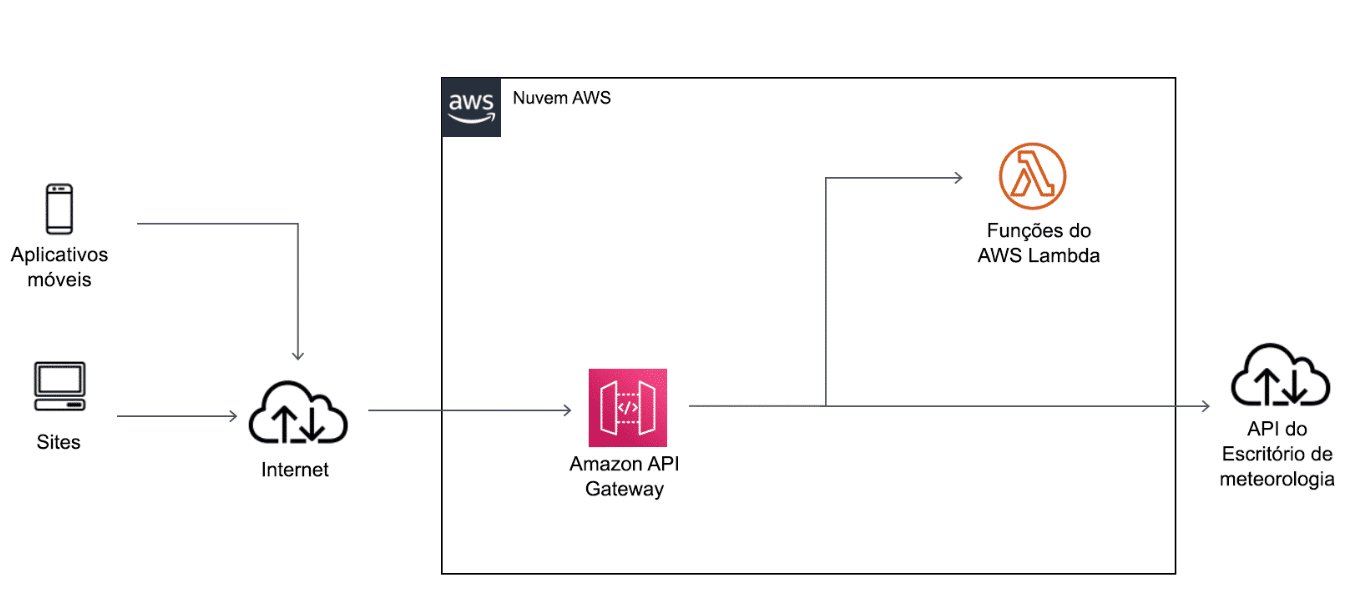 aws
Nuvem AWS
Funções do
AWS Lambda
Aplicativos
móveis
Sites
Internet
</>
Amazon API
Gateway
API do
Escritório de
meteorologia